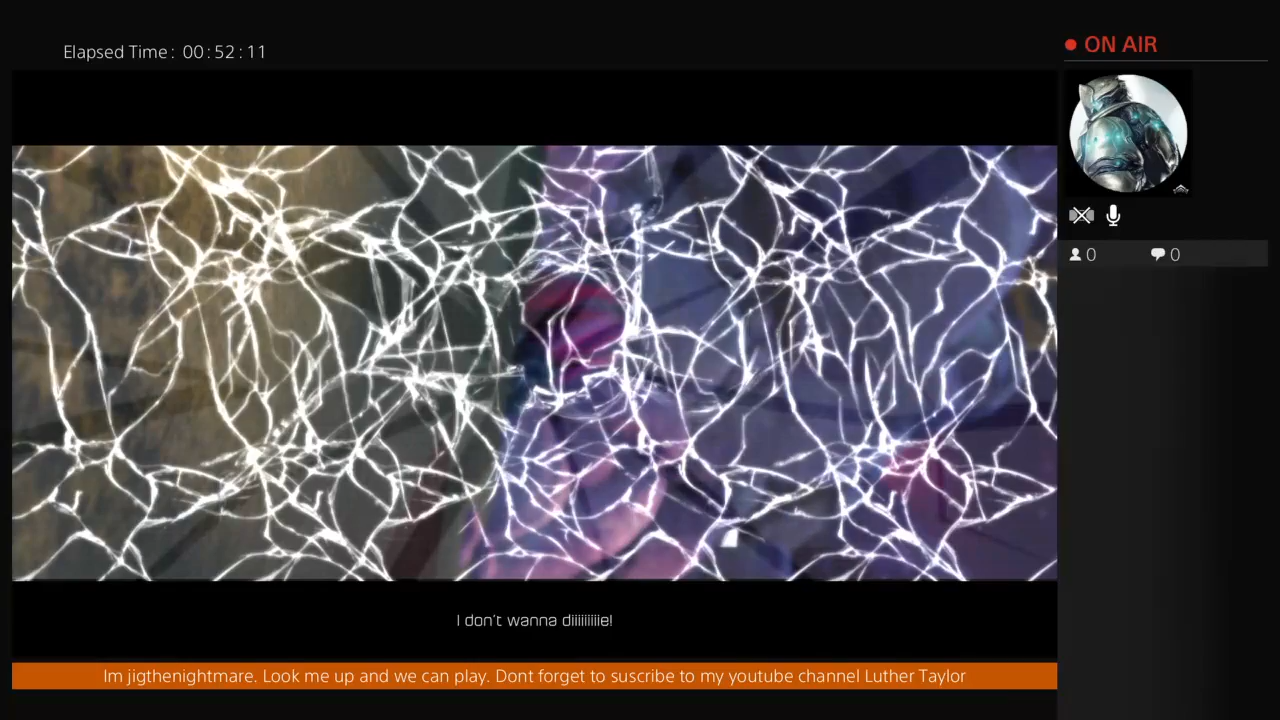 Elapsed Time: 00:52:11
ON AIR
0 0
I don't wanna diiiiiiiiie!
Im jigthenightmare. Look me up and we can play. Dont forget to suscribe to my youtube channel Luther Taylor